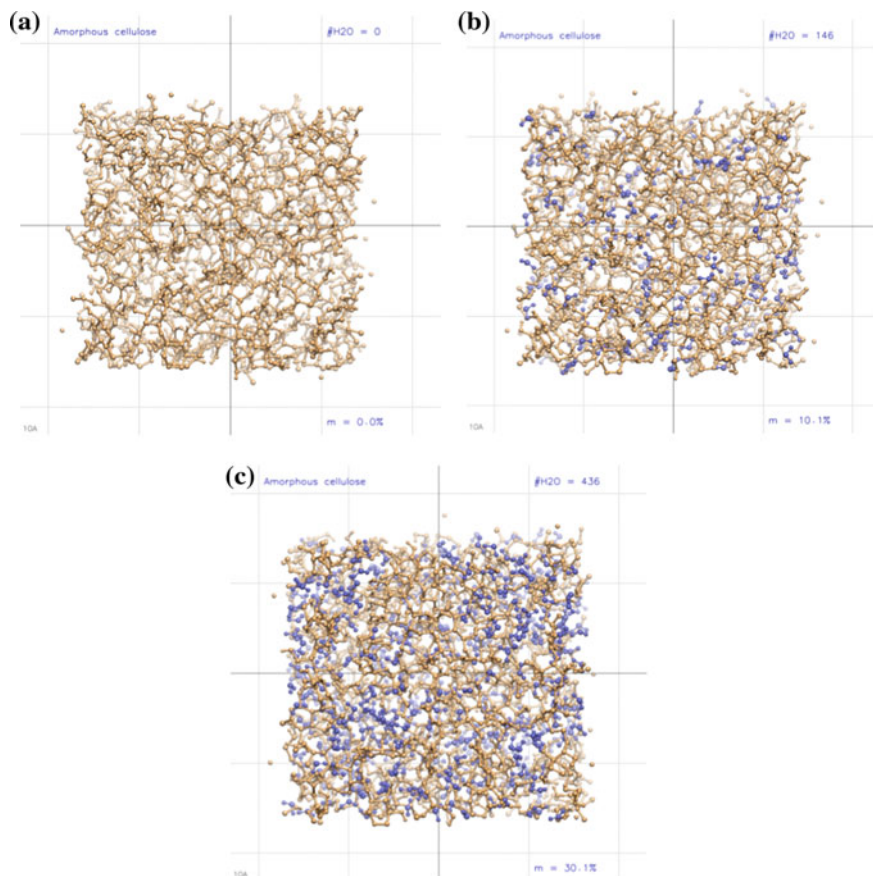 (a)
Amorphous cellulose #H2O = 0
10A m = 0.0%
(b)
Amorphous cellulose #H2O = 146
10A m = 10.1%
(c)
Amorphous cellulose #H2O = 436
10A m = 30.1%